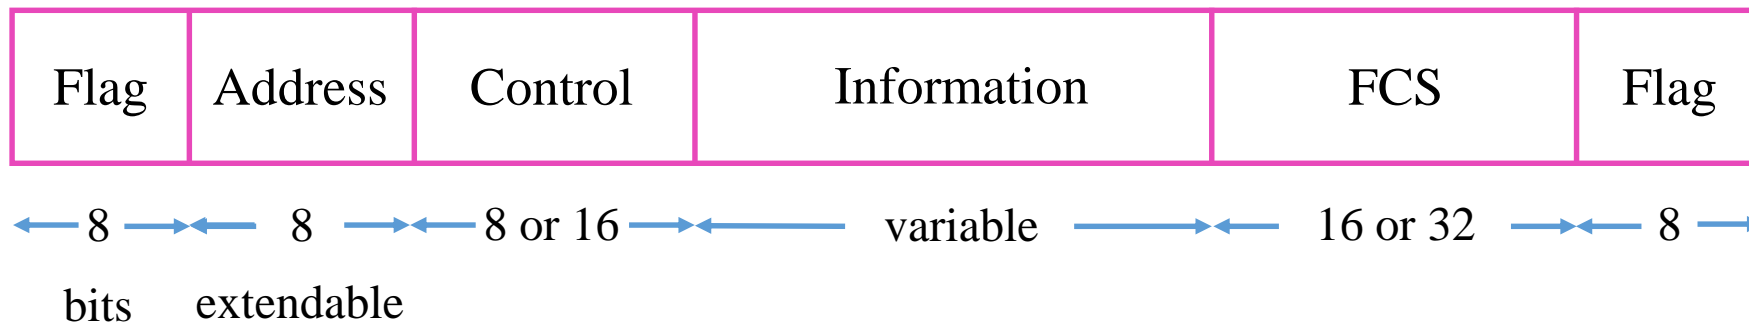 Flag Address Control Information FCS Flag
8 8 8 or 16 variable 16 or 32 8
bits extendable